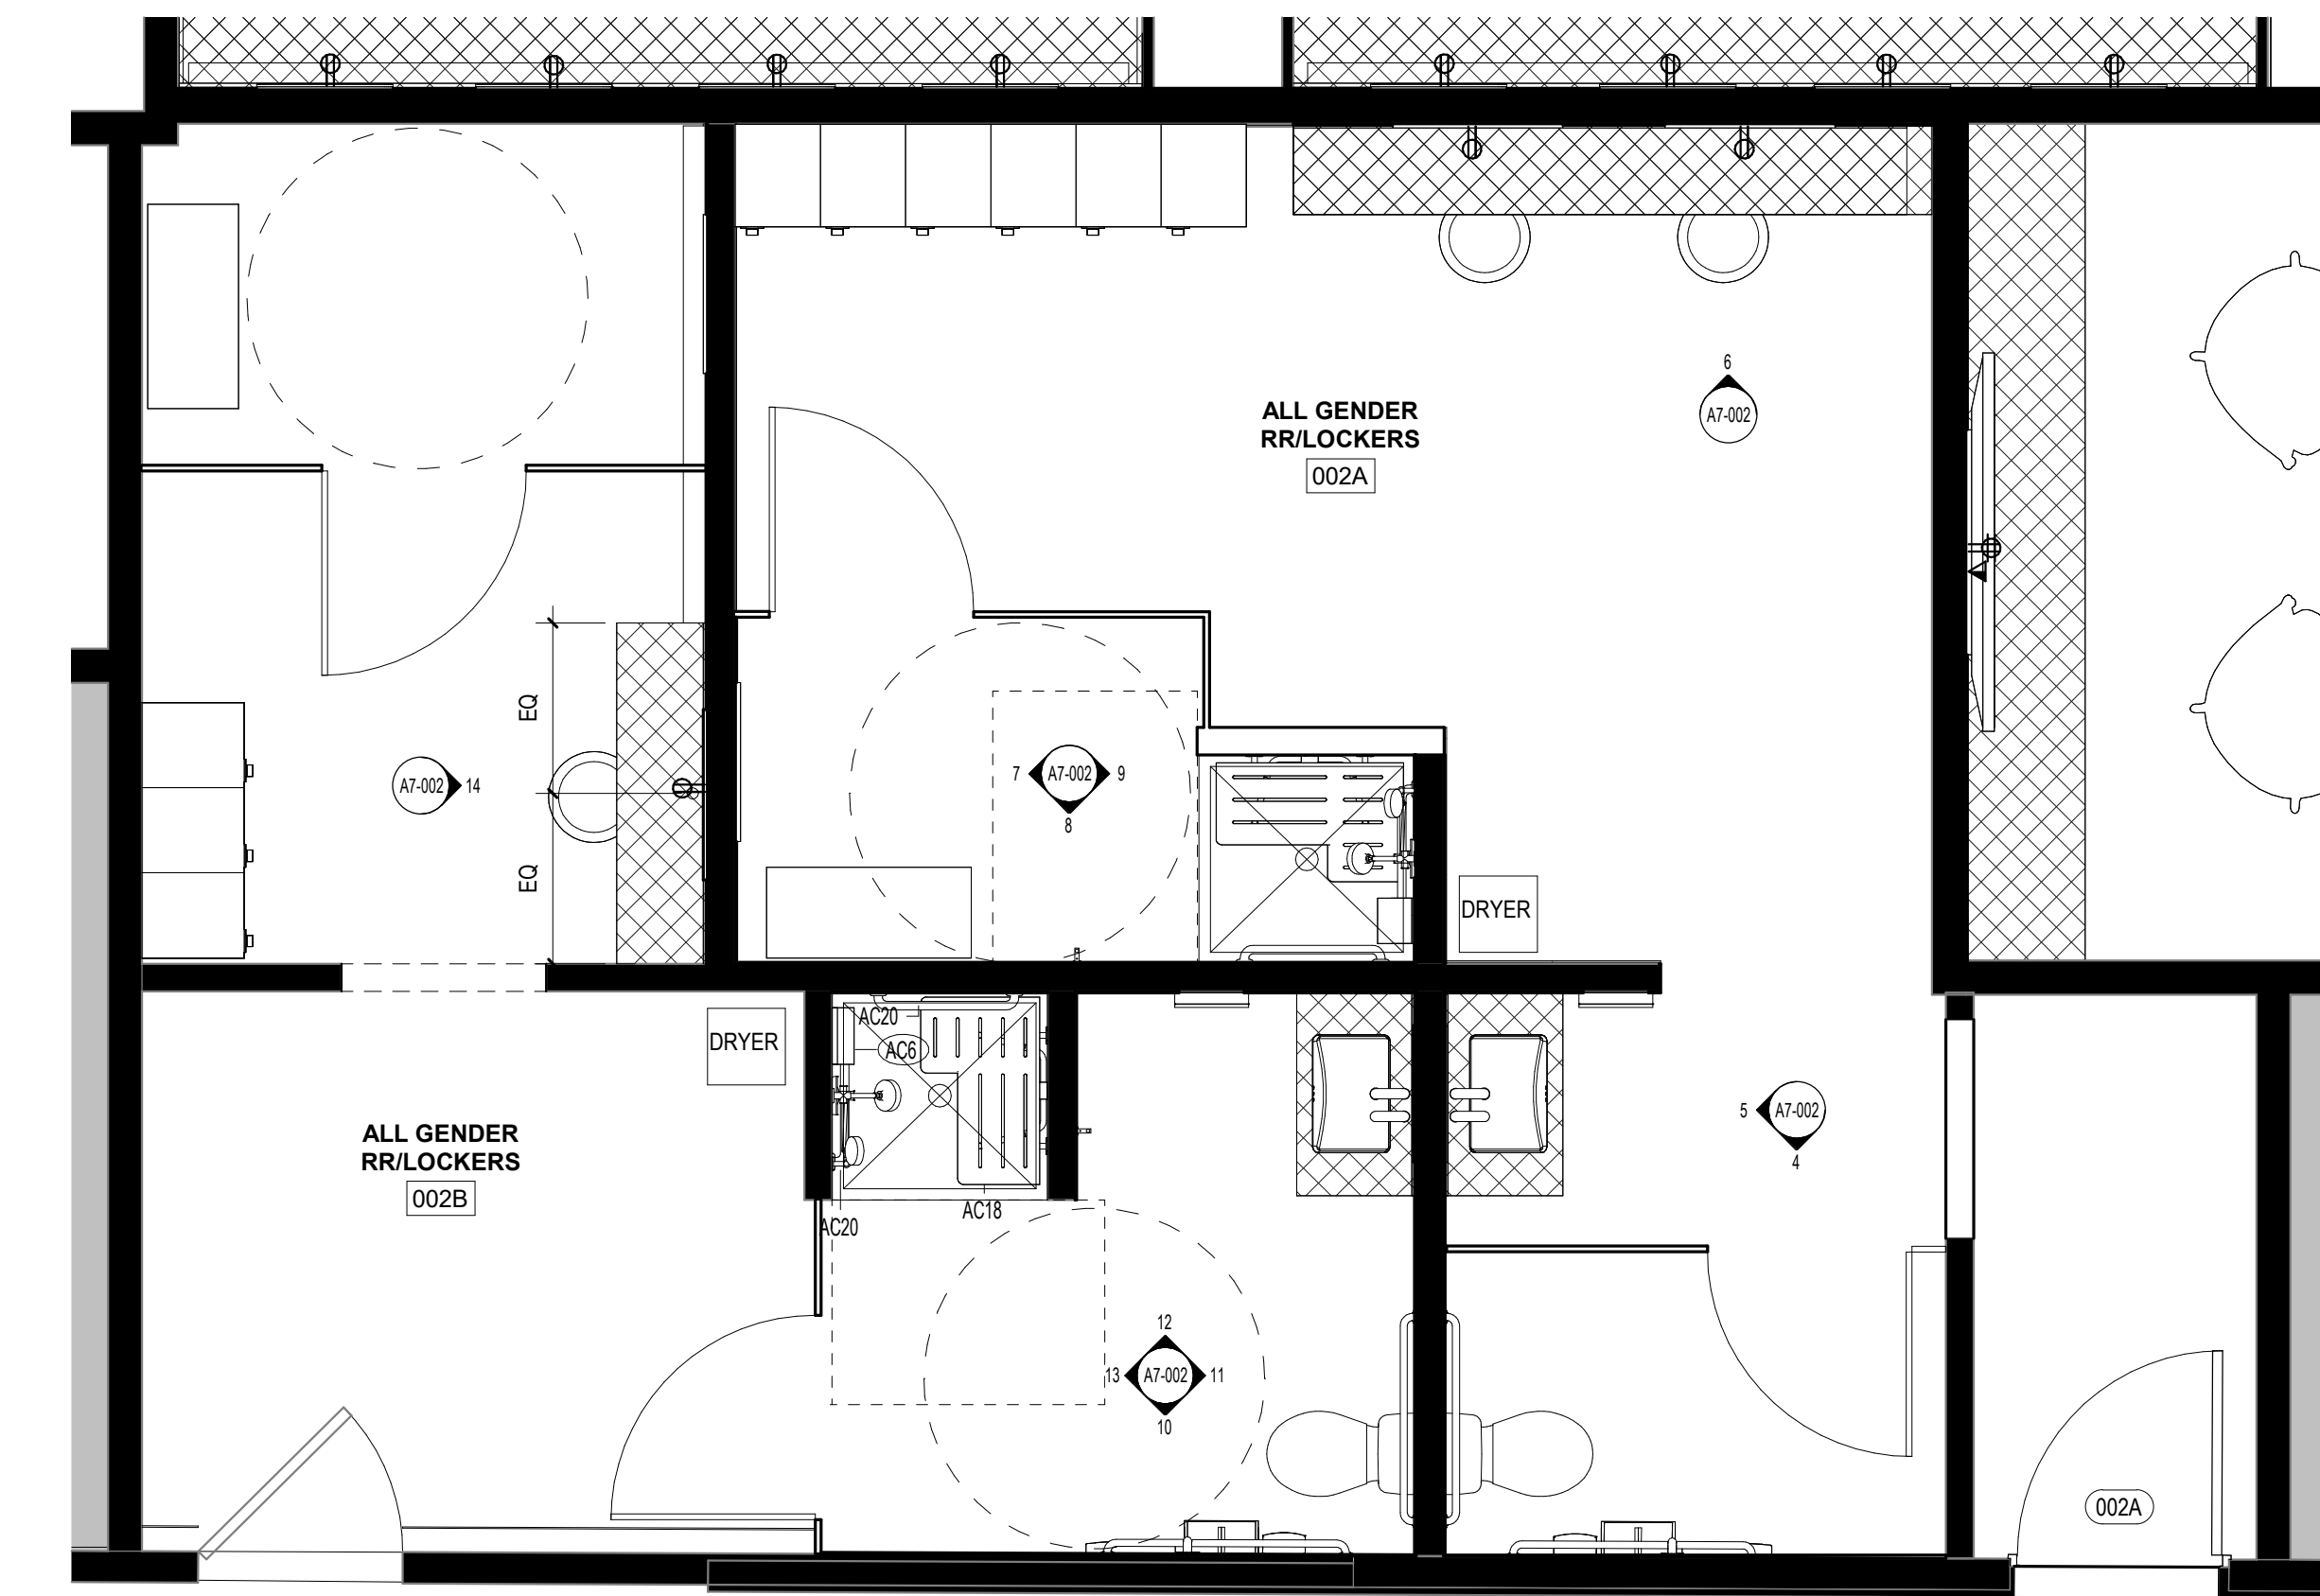 6
A7-002
ALL GENDER
RR/LOCKERS
002A
EQ
A7-002 14
7 A7-002 9
8
EQ
DRYER
AC20
DRYER
AC6
5 A7-002
4
ALL GENDER
RR/LOCKERS
002B
AC18
AC20
12
13 A7-002 11
10
002A